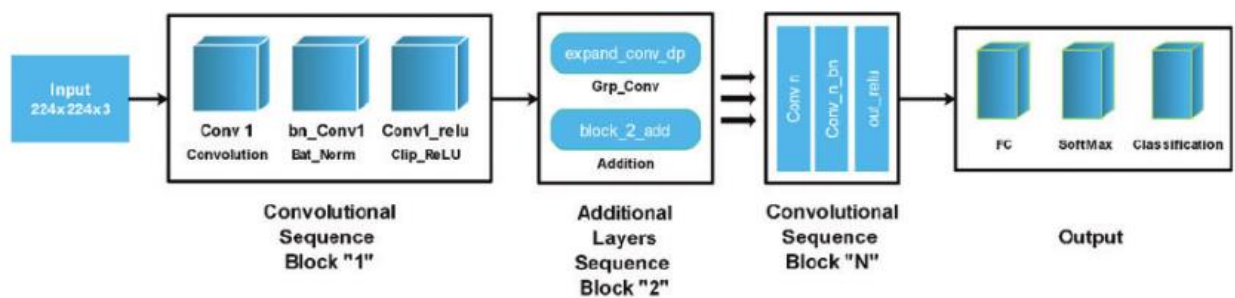 Input
224x224x3
Conv 1
Convolution
bn_Conv1
Bat_Norm
Conv1_relu
Clip_ReLU
Convolutional
Sequence
Block "1"
expand_conv_dp
Grp_Conv
block_2_add
Addition
Additional
Layers
Sequence
Block "2"
Conv n
Conv_n_bn
out_relu
Convolutional
Sequence
Block "N"
FC
SoftMax
Classification
Output